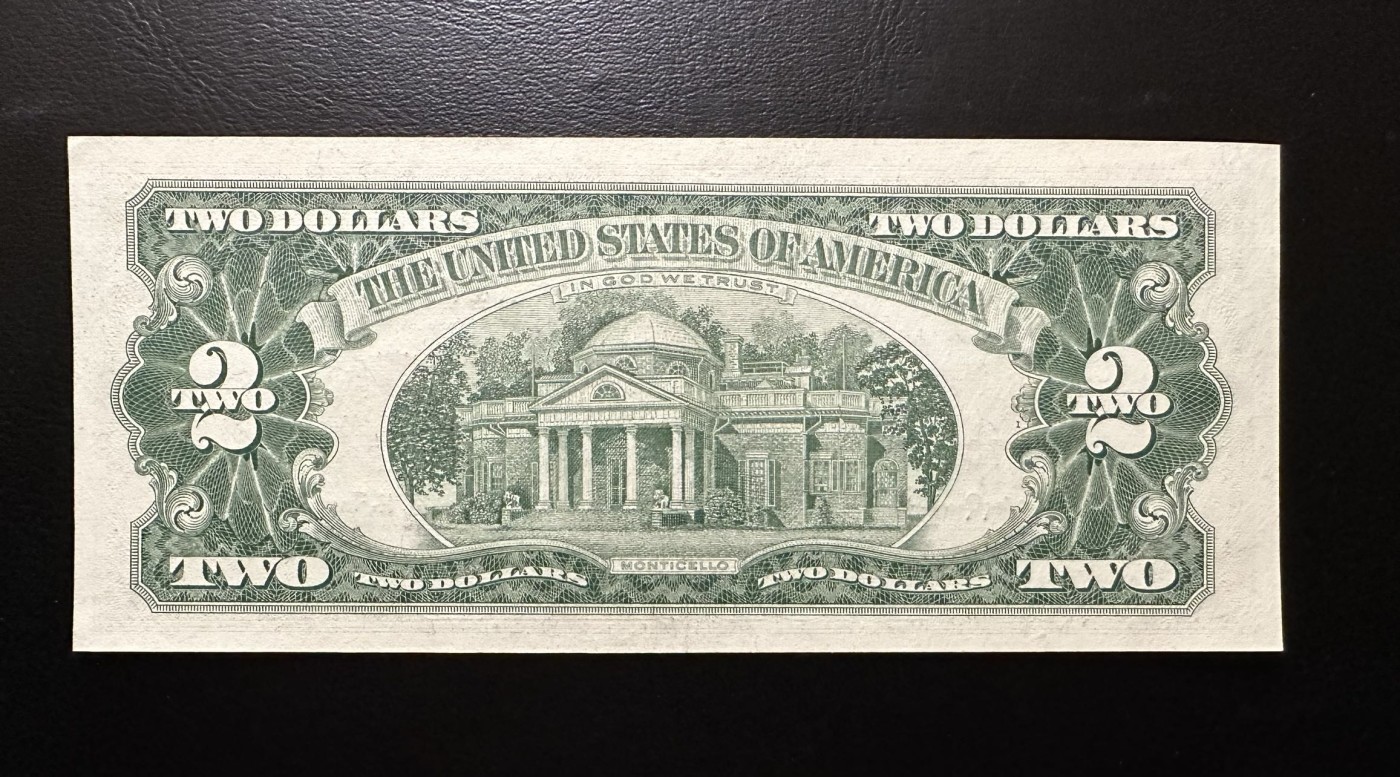 TWO DOLLARS TWO DOLLARS
THE UNITED STATES OF AMERICA
IN GOD WE TRUST
2 2
TWO TWO
1
MONTICELLO
TWO TWO DOLLARS TWO DOLLARS TWO